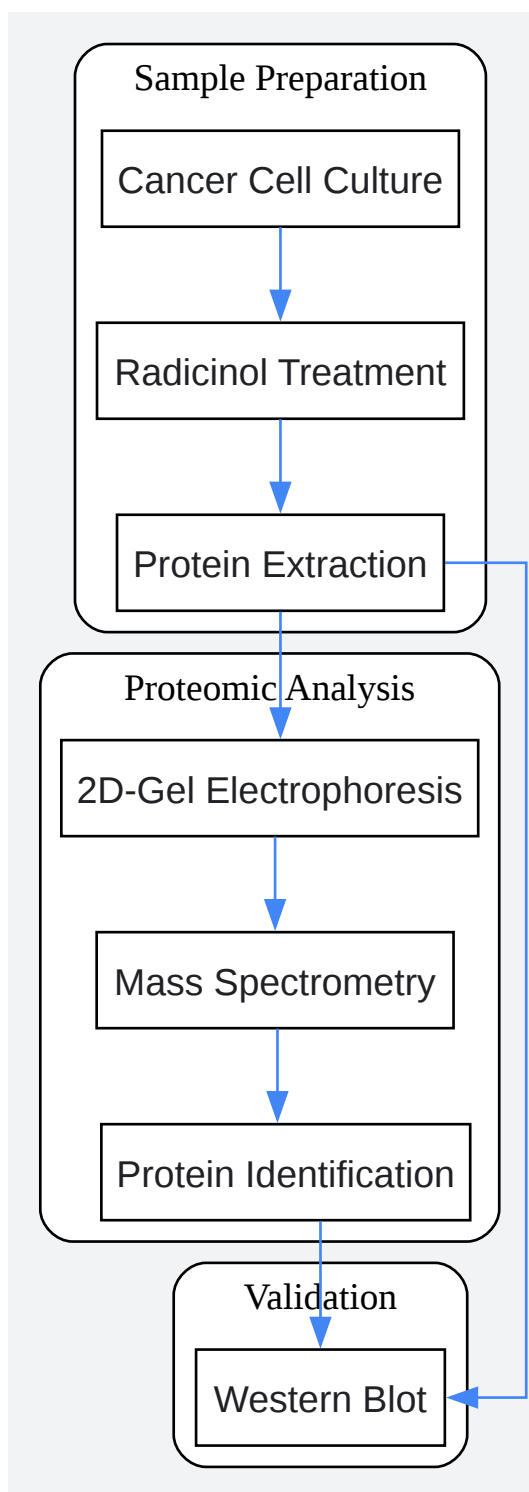 Sample Preparation
Cancer Cell Culture
Radicinol Treatment
Protein Extraction
Proteomic Analysis
2D-Gel Electrophoresis
Mass Spectrometry
Protein Identification
Validation
Western Blot